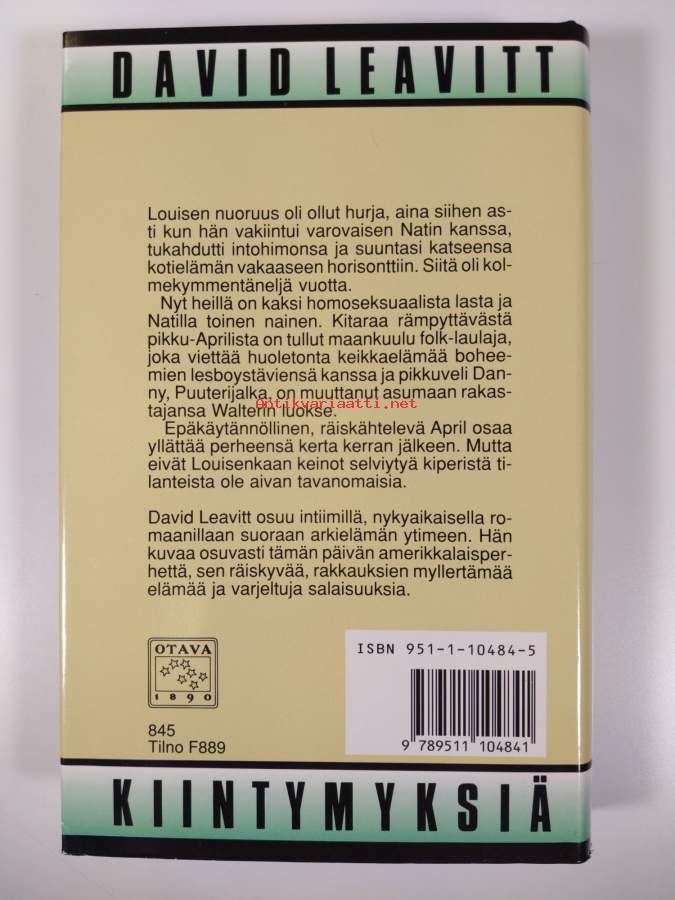 DAVID LEAVITT
Louisen nuoruus oli ollut hurja, aina siihen as-
ti kun hän vakiintui varovaisen Natin kanssa,
tukahdutti intohimonsa ja suuntasi katseensa
kotielämän vakaaseen horisonttiin. Siitä oli kol-
mekymmentäneljä vuotta.
Nyt heillä on kaksi homoseksuaalista lasta ja
Natilla toinen nainen. Kitaraa rämpyttävästä
pikku-Aprilista on tullut maankuulu folk-laulaja,
joka viettää huoletonta keikkaelämää bohee-
mien lesboystäviensä kanssa ja pikkuveli Dan-
ny, Puuterijalka, on muuttanut asumaan rakas-
tajansa Walterin luokse.
Antikvariaatti.net
Epäkäytännöllinen, räiskähtelevä April osaa
yllättää perheensä kerta kerran jälkeen. Mutta
eivät Louisenkaan keinot selviytyä kiperistä ti-
lanteista ole aivan tavanomaisia.
David Leavitt osuu intiimillä, nykyaikaisella ro-
maanillaan suoraan arkielämän ytimeen. Hän
kuvaa osuvasti tämän päivän amerikkalaisper-
hettä, sen räiskyvää, rakkauksien myllertämää
elämää ja varjeltuja salaisuuksia.
OTAVA
1890
845
Tilno F889
ISBN 951-1-10484-5
9 789511 104841
KIINTYMYKSIÄ